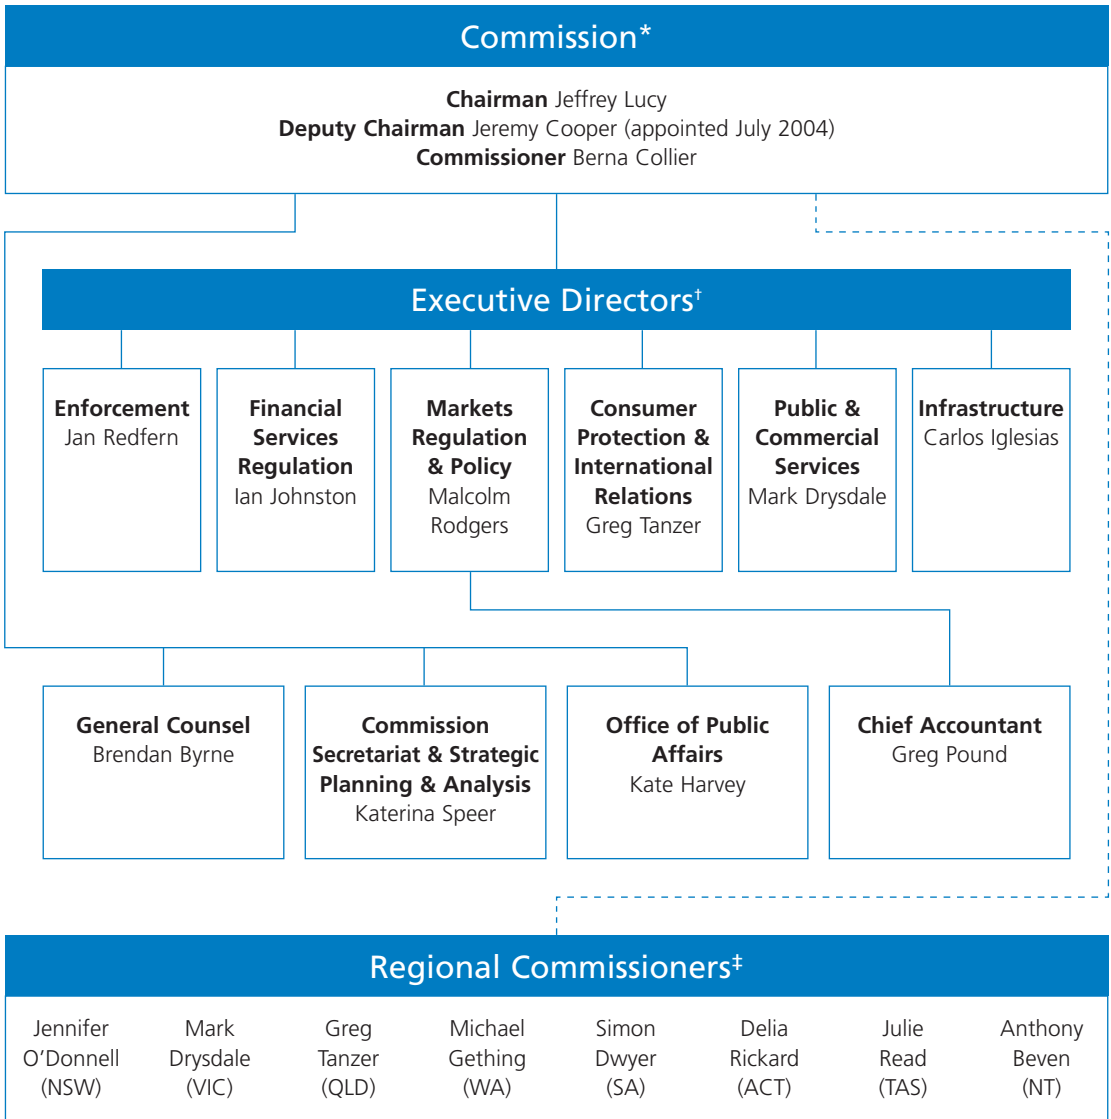 Commission*
Chairman Jeffrey Lucy
Deputy Chairman Jeremy Cooper (appointed July 2004)
Commissioner Berna Collier
Executive Directors†
Enforcement
Jan Redfern
Financial
Services
Regulation
Ian Johnston
Markets
Regulation
& Policy
Malcolm
Rodgers
Consumer
Protection &
International
Relations
Greg Tanzer
Public &
Commercial
Services
Mark Drysdale
Infrastructure
Carlos Iglesias
General Counsel
Brendan Byrne
Commission
Secretariat & Strategic
Planning & Analysis
Katerina Speer
Office of Public
Affairs
Kate Harvey
Chief Accountant
Greg Pound
Regional Commissioners‡
Jennifer
O’Donnell
(NSW)
Mark
Drysdale
(VIC)
Greg
Tanzer
(QLD)
Michael
Gething
(WA)
Simon
Dwyer
(SA)
Delia
Rickard
(ACT)
Julie
Read
(TAS)
Anthony
Beven
(NT)